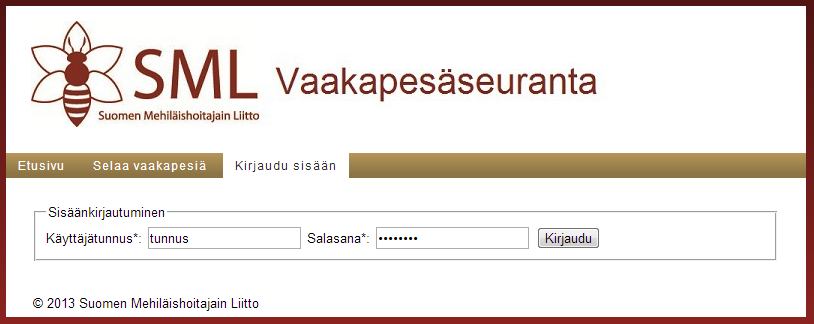 SML Vaakapesäseuranta
Suomen Mehiläishoitajain Liitto
Etusivu Selaa vaakapesiä Kirjaudu sisään
Sisäänkirjautuminen
Käyttäjätunnus*: tunnus Salasana*: •••••••• Kirjaudu
© 2013 Suomen Mehiläishoitajain Liitto